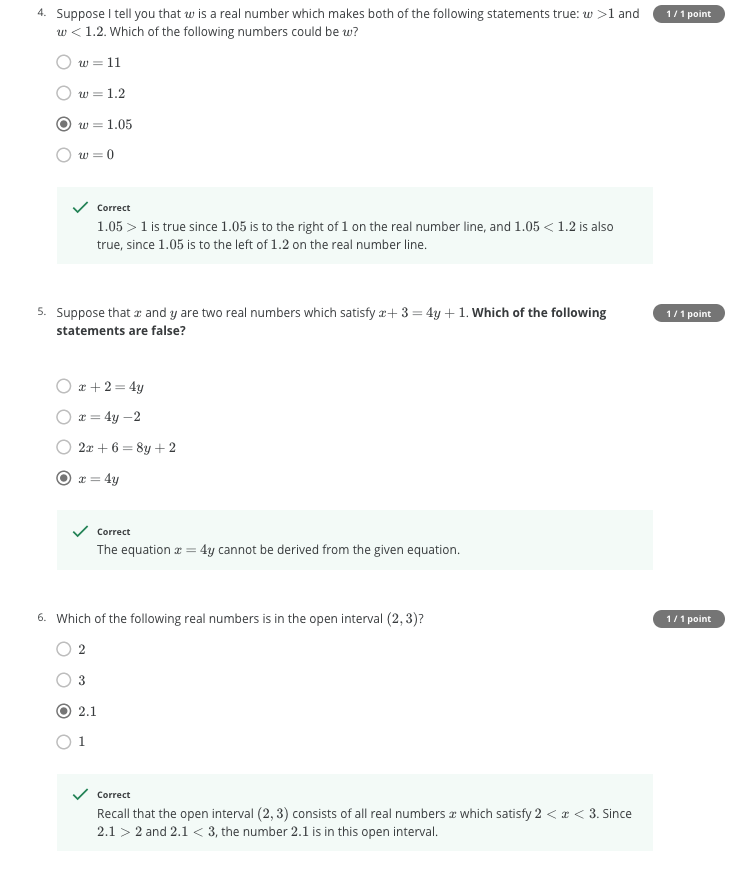 4. Suppose I tell you that w is a real number which makes both of the following statements true: w >1 and
w < 1.2. Which of the following numbers could be w?
1 / 1 point
w = 11
w = 1.2
w = 1.05
w = 0
Correct
1.05 > 1 is true since 1.05 is to the right of 1 on the real number line, and 1.05 < 1.2 is also
true, since 1.05 is to the left of 1.2 on the real number line.
5. Suppose that x and y are two real numbers which satisfy x+ 3 = 4y + 1. Which of the following
statements are false?
1 / 1 point
x + 2 = 4y
x = 4y −2
2x + 6 = 8y + 2
x = 4y
Correct
The equation x = 4y cannot be derived from the given equation.
6. Which of the following real numbers is in the open interval (2, 3)?
1 / 1 point
2
3
2.1
1
Correct
Recall that the open interval (2, 3) consists of all real numbers x which satisfy 2 < x < 3. Since
2.1 > 2 and 2.1 < 3, the number 2.1 is in this open interval.